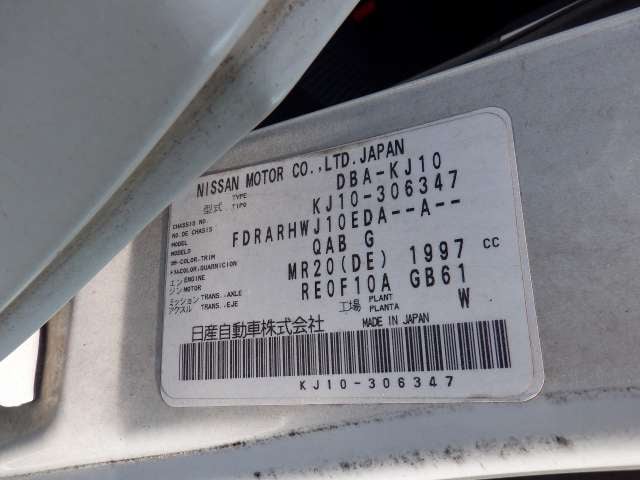 NISSAN MOTOR CO.,LTD.JAPAN
型式 TYPE TIPO DBA-KJ10
CHASSIS NO. NO.DE CHASIS KJ10-306347
MODEL MODELO FDRARHWJ10EDA--A--
COLOR,TRIM COLOR,GUARNICION QAB G
エンジン ENGINE MOTOR MR20(DE) 1997 cc
ミッション アクスル TRANS.,AXLE TRANS.,EJE RE0F10A GB61
工場 PLANT PLANTA W
日産自動車株式会社 MADE IN JAPAN
KJ10-306347